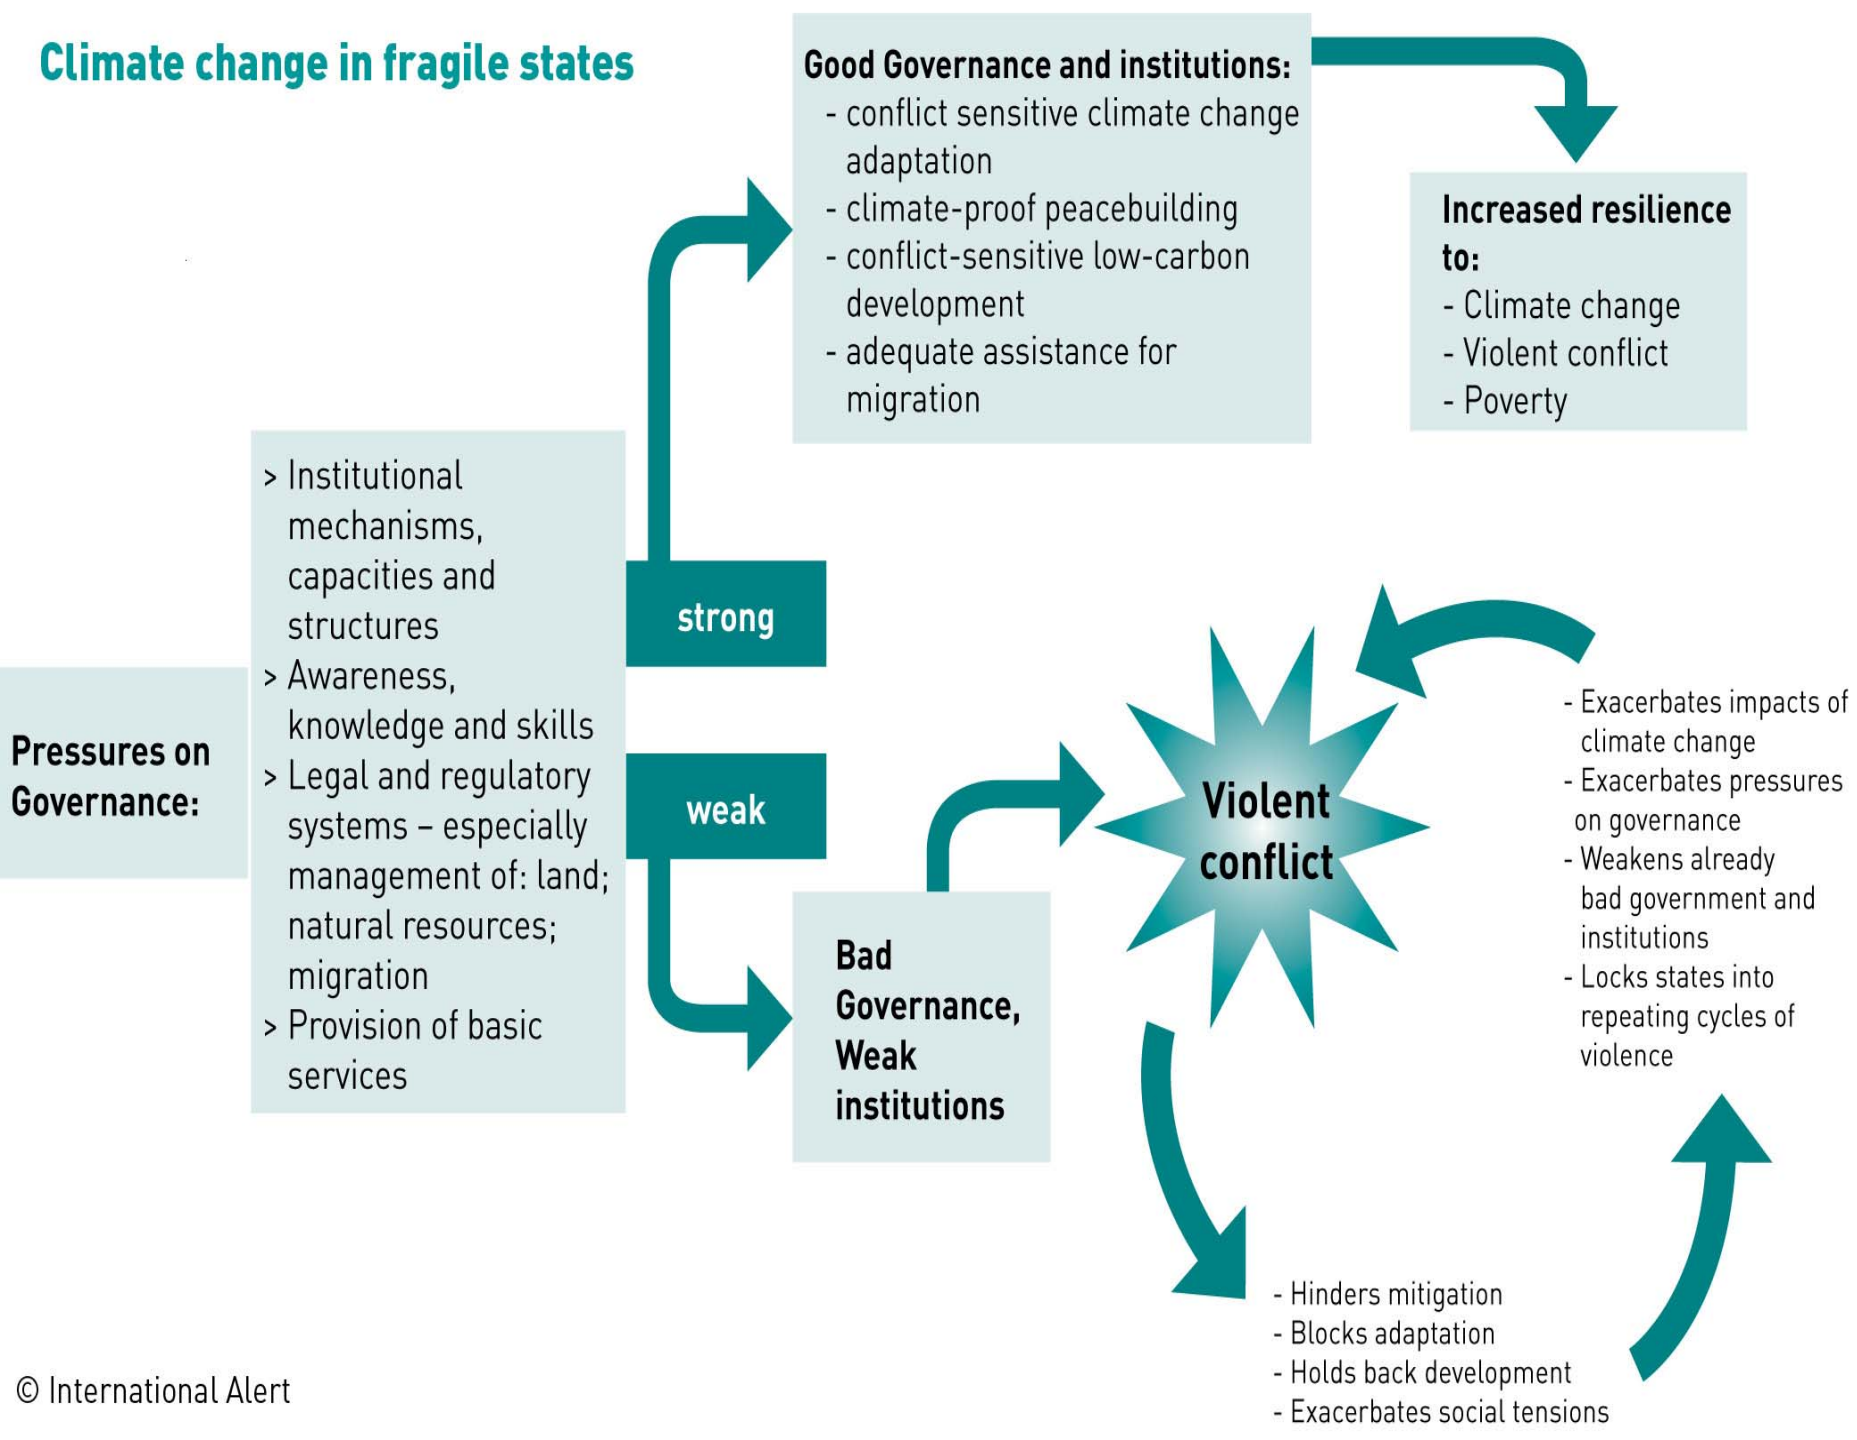 Climate change in fragile states
Good Governance and institutions:
- conflict sensitive climate change
adaptation
- climate-proof peacebuilding
- conflict-sensitive low-carbon
development
- adequate assistance for
migration
Increased resilience
to:
- Climate change
- Violent conflict
- Poverty
Pressures on
Governance:
> Institutional
mechanisms,
capacities and
structures
> Awareness,
knowledge and skills
> Legal and regulatory
systems – especially
management of: land;
natural resources;
migration
> Provision of basic
services
strong
weak
Bad
Governance,
Weak
institutions
Violent
conflict
- Hinders mitigation
- Blocks adaptation
- Holds back development
- Exacerbates social tensions
- Exacerbates impacts of
climate change
- Exacerbates pressures
on governance
- Weakens already
bad government and
institutions
- Locks states into
repeating cycles of
violence
© International Alert